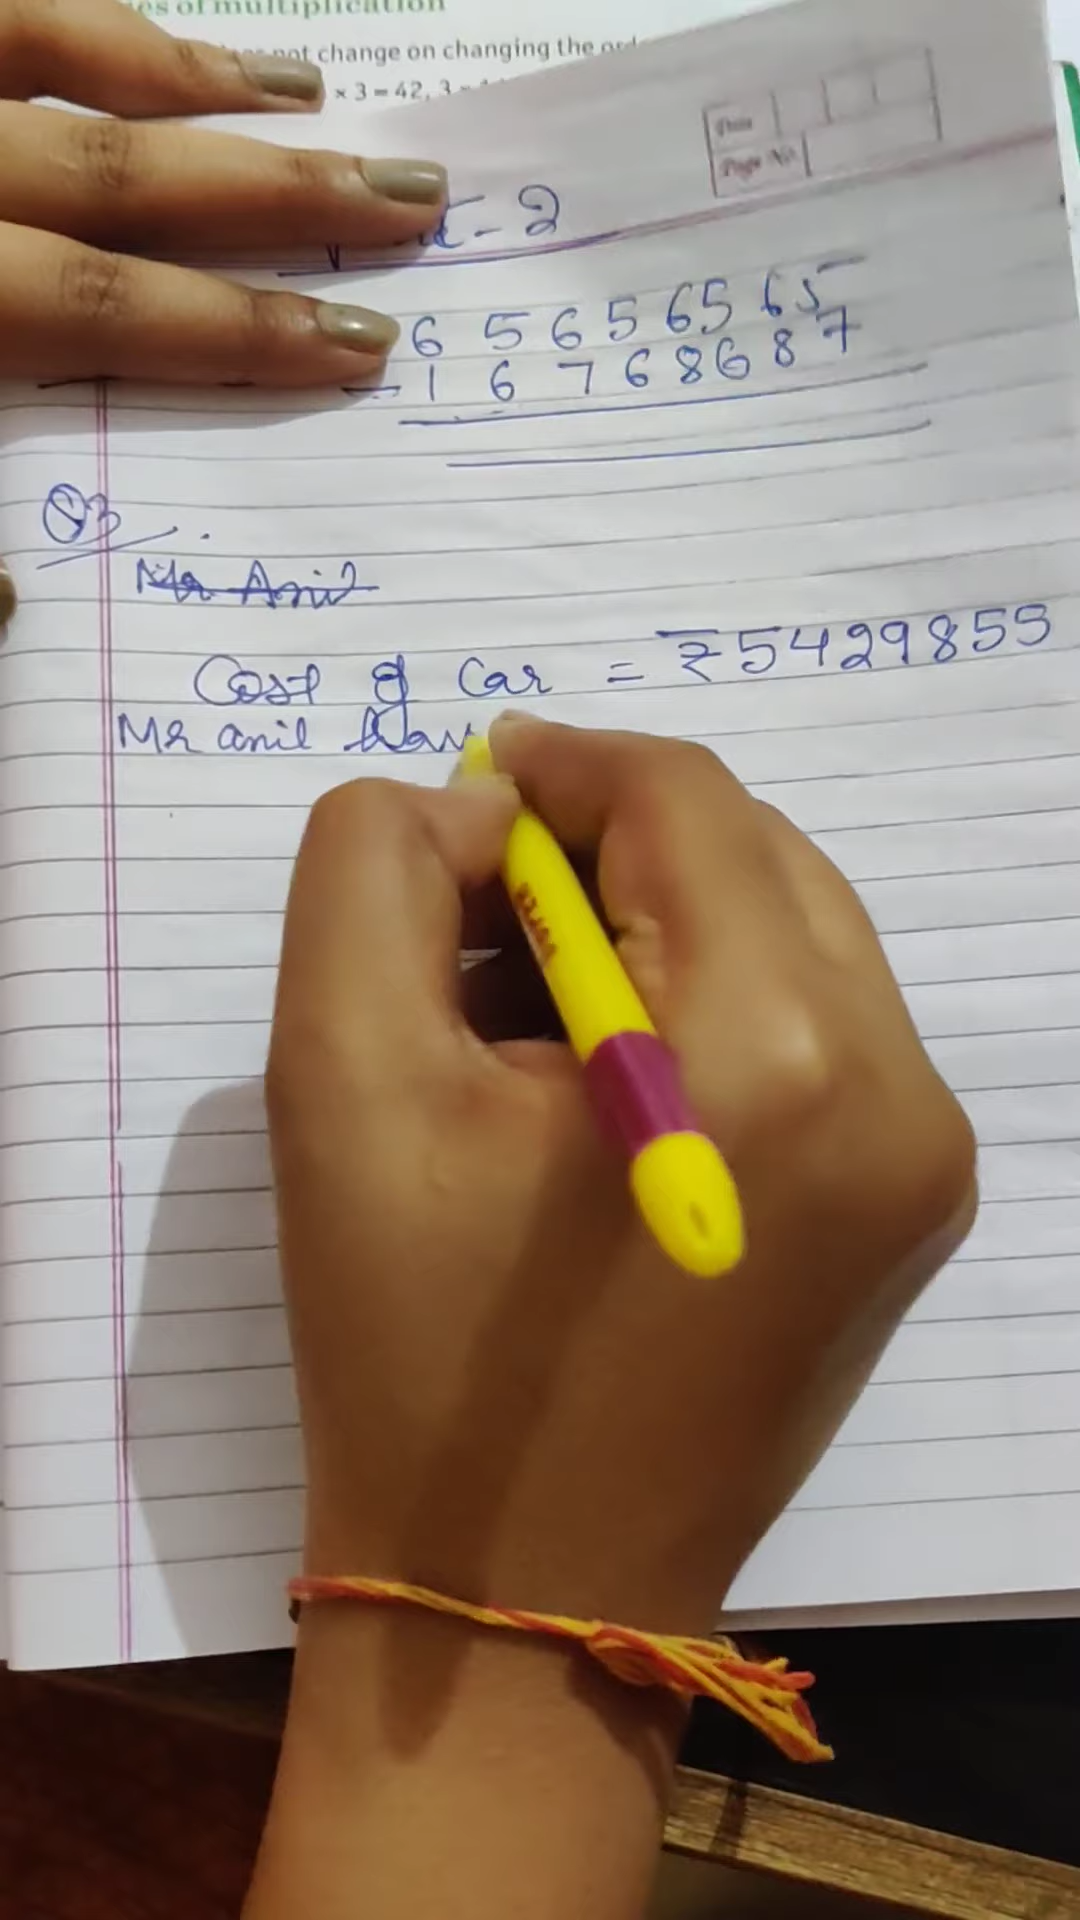 es of multiplication
not change on changing the
× 3 = 42, 3
Date
Page No.
- 2
6 5 6 5 6 5 6 5
- 1 6 7 6 8 6 8 7
Q3
Mr Anil
Cost of Car = ₹ 5429859
Mr anil